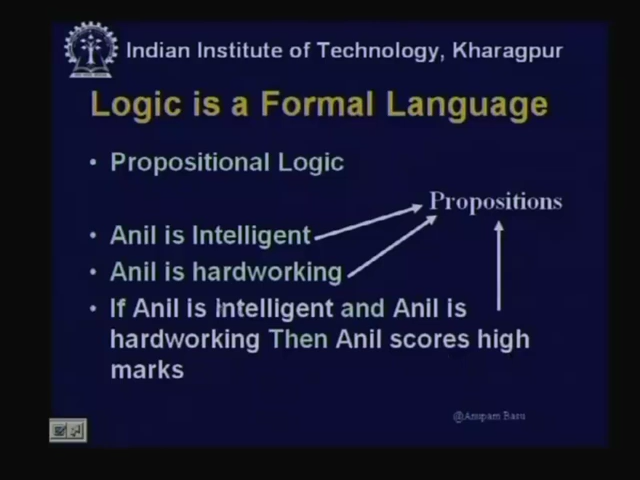 Indian Institute of Technology, Kharagpur
Logic is a Formal Language
• Propositional Logic
Propositions
• Anil is Intelligent
• Anil is hardworking
• If Anil is Intelligent and Anil is
hardworking Then Anil scores high
marks
@Anupam Basu